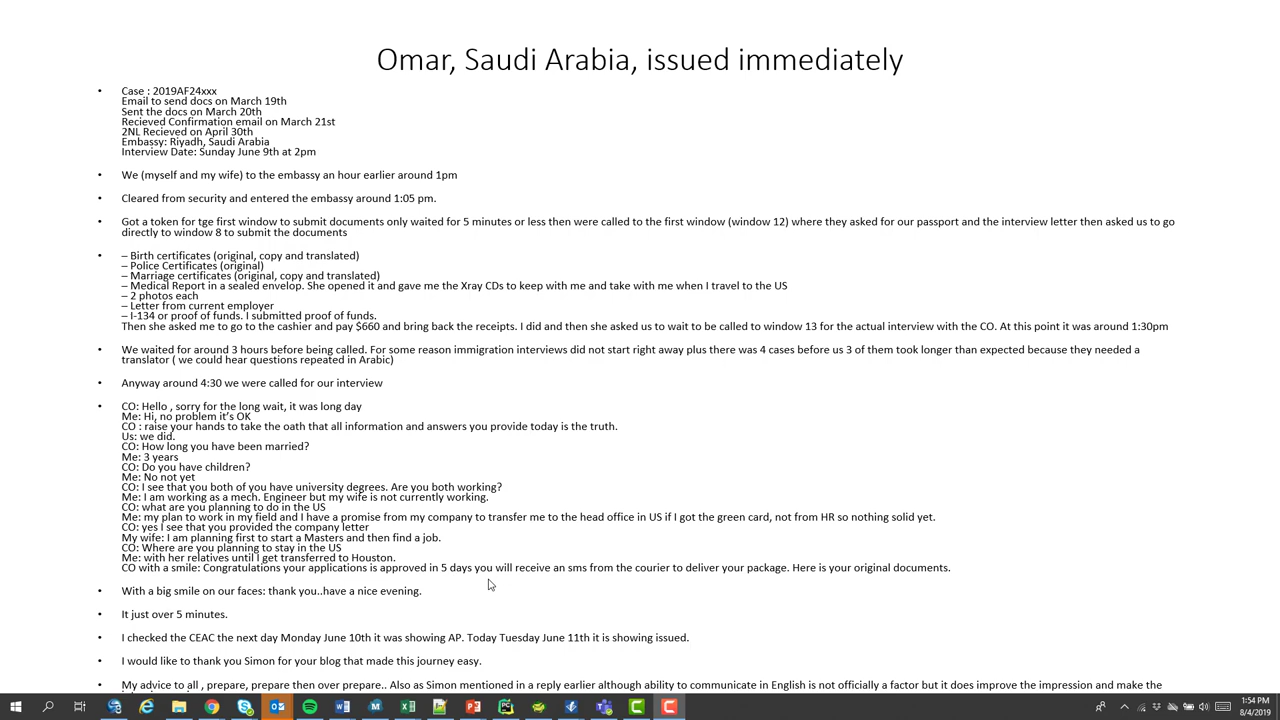 Omar, Saudi Arabia, issued immediately
• Case : 2019AF24xxx
Email to send docs on March 19th
Sent the docs on March 20th
Recieved Confirmation email on March 21st
2NL Recieved on April 30th
Embassy: Riyadh, Saudi Arabia
Interview Date: Sunday June 9th at 2pm
• We (myself and my wife) to the embassy an hour earlier around 1pm
• Cleared from security and entered the embassy around 1:05 pm.
• Got a token for tge first window to submit documents only waited for 5 minutes or less then were called to the first window (window 12) where they asked for our passport and the interview letter then asked us to go
directly to window 8 to submit the documents
• – Birth certificates (original, copy and translated)
– Police Certificates (original)
– Marriage certificates (original, copy and translated)
– Medical Report in a sealed envelop. She opened it and gave me the Xray CDs to keep with me and take with me when I travel to the US
– 2 photos each
– Letter from current employer
– I-134 or proof of funds. I submitted proof of funds.
Then she asked me to go to the cashier and pay $660 and bring back the receipts. I did and then she asked us to wait to be called to window 13 for the actual interview with the CO. At this point it was around 1:30pm
• We waited for around 3 hours before being called. For some reason immigration interviews did not start right away plus there was 4 cases before us 3 of them took longer than expected because they needed a
translator ( we could hear questions repeated in Arabic)
• Anyway around 4:30 we were called for our interview
• CO: Hello , sorry for the long wait, it was long day
Me: Hi, no problem it’s OK
CO : raise your hands to take the oath that all information and answers you provide today is the truth.
Us: we did.
CO: How long you have been married?
Me: 3 years
CO: Do you have children?
Me: No not yet
CO: I see that you both of you have university degrees. Are you both working?
Me: I am working as a mech. Engineer but my wife is not currently working.
CO: what are you planning to do in the US
Me: my plan to work in my field and I have a promise from my company to transfer me to the head office in US if I got the green card, not from HR so nothing solid yet.
CO: yes I see that you provided the company letter
My wife: I am planning first to start a Masters and then find a job.
CO: Where are you planning to stay in the US
Me: with her relatives until I get transferred to Houston.
CO with a smile: Congratulations your applications is approved in 5 days you will receive an sms from the courier to deliver your package. Here is your original documents.
• With a big smile on our faces: thank you..have a nice evening.
• It just over 5 minutes.
• I checked the CEAC the next day Monday June 10th it was showing AP. Today Tuesday June 11th it is showing issued.
• I would like to thank you Simon for your blog that made this journey easy.
• My advice to all , prepare, prepare then over prepare.. Also as Simon mentioned in a reply earlier although ability to communicate in English is not officially a factor but it does improve the impression and make the
1:54 PM
8/4/2019